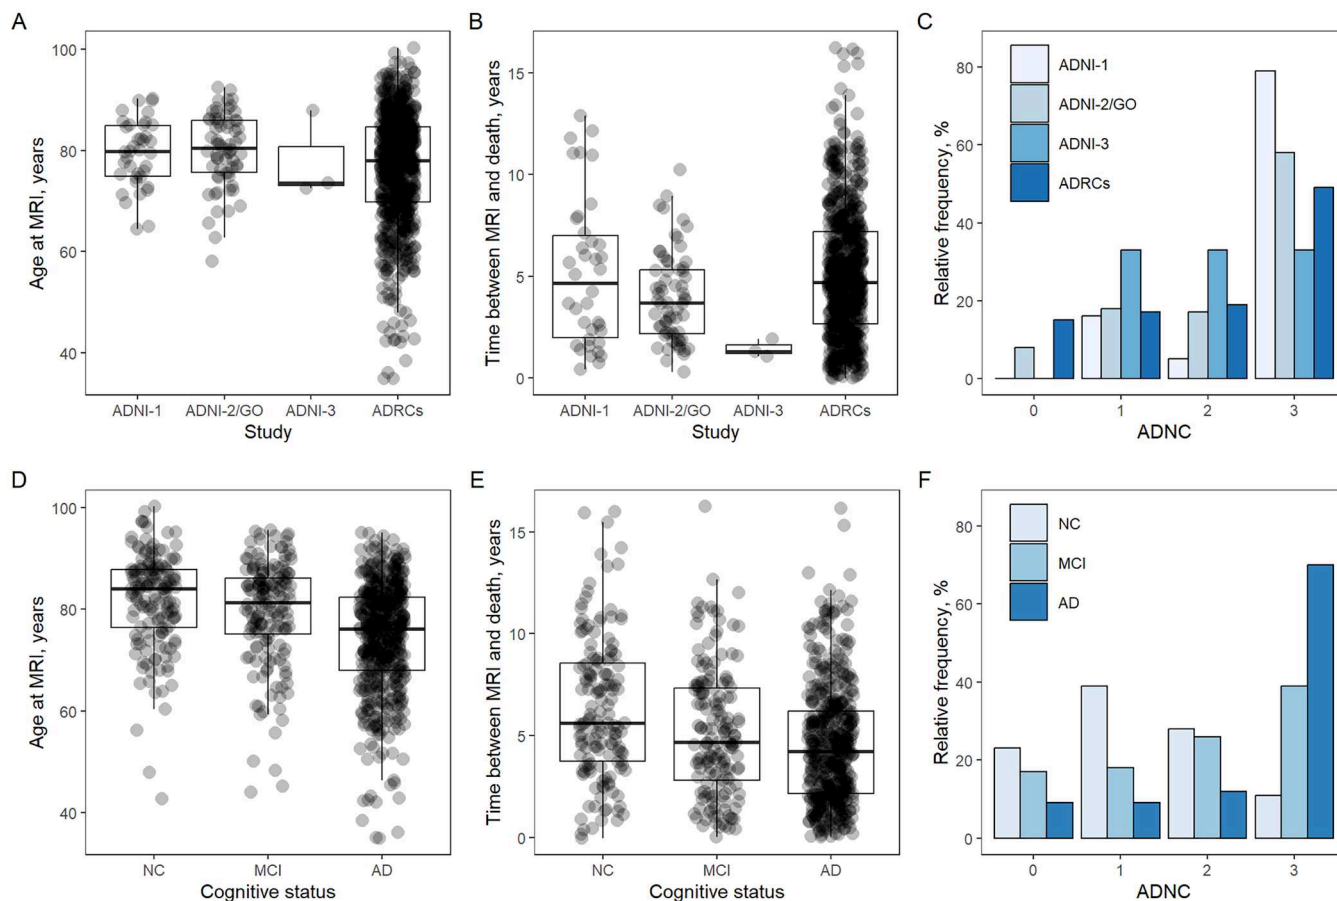 A
Age at MRI, years
100
80
60
40
ADNI-1 ADNI-2/GO ADNI-3 ADRCs
Study
B
Time between MRI and death, years
15
10
5
0
ADNI-1 ADNI-2/GO ADNI-3 ADRCs
Study
C
Relative frequency, %
80
60
40
20
0
ADNI-1
ADNI-2/GO
ADNI-3
ADRCs
0 1 2 3
ADNC
D
Age at MRI, years
100
80
60
40
NC MCI AD
Cognitive status
E
Time between MRI and death, years
15
10
5
0
NC MCI AD
Cognitive status
F
Relative frequency, %
80
60
40
20
0
NC
MCI
AD
0 1 2 3
ADNC